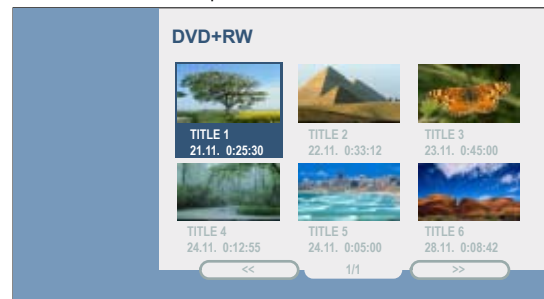 DVD+RW
TITLE 1
21.11. 0:25:30
TITLE 2
22.11. 0:33:12
TITLE 3
23.11. 0:45:00
TITLE 4
24.11. 0:12:55
TITLE 5
24.11. 0:05:00
TITLE 6
28.11. 0:08:42
<<
1/1
>>